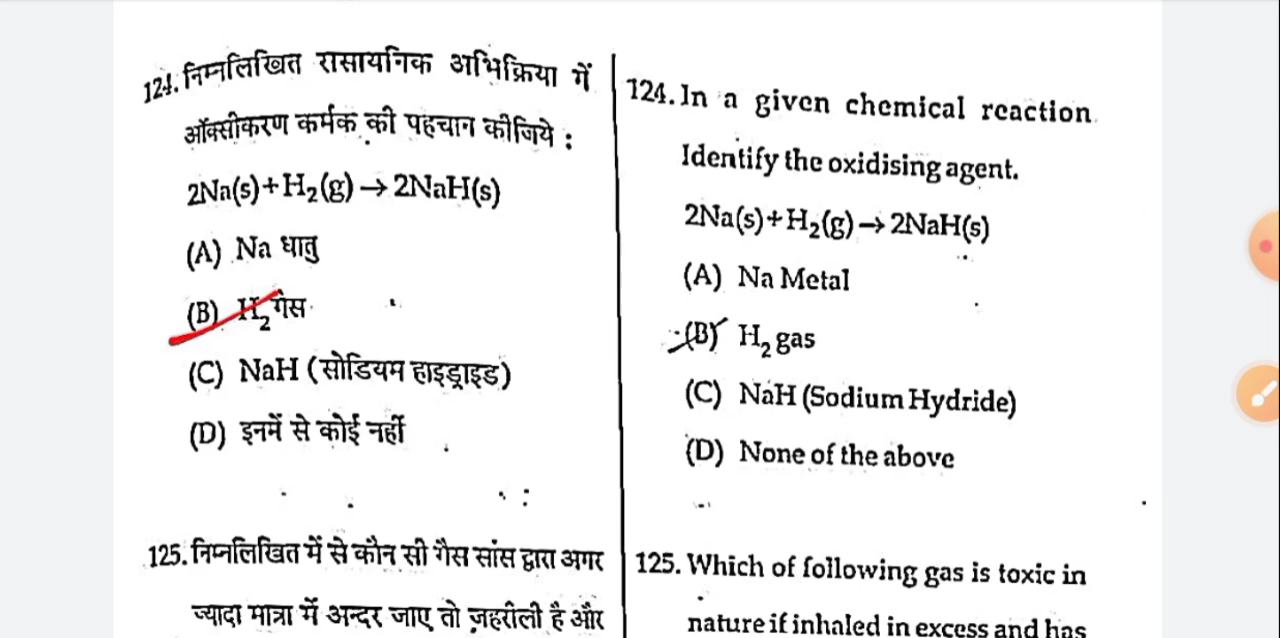 124. निम्नलिखित रासायनिक अभिक्रिया में
ऑक्सीकरण कर्मक की पहचान कीजिये :
2Na(s)+H₂(g)→2NaH(s)
(A) Na धातु
(B) H₂ गैस
(C) NaH (सोडियम हाइड्राइड)
(D) इनमें से कोई नहीं
125. निम्नलिखित में से कौन सी गैस सांस द्वारा अगर
ज्यादा मात्रा में अन्दर जाए तो ज़हरीली है और
124. In a given chemical reaction
Identify the oxidising agent.
2Na(s)+H₂(g)→2NaH(s)
(A) Na Metal
(B) H₂ gas
(C) NaH (Sodium Hydride)
(D) None of the above
125. Which of following gas is toxic in
nature if inhaled in excess and has